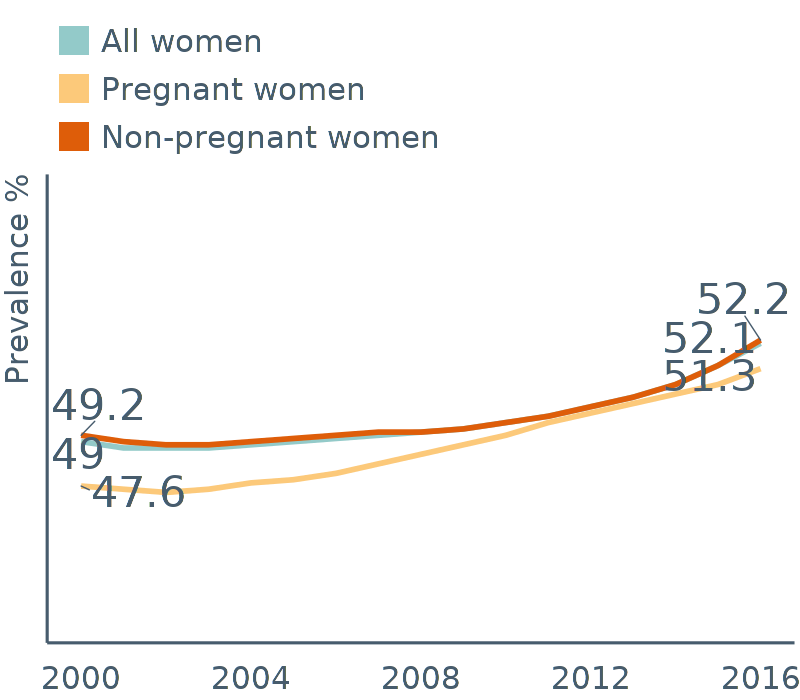 All women
Pregnant women
Non-pregnant women
Prevalence %
52.2
52.1
51.3
49.2
49
47.6
2000 2004 2008 2012 2016